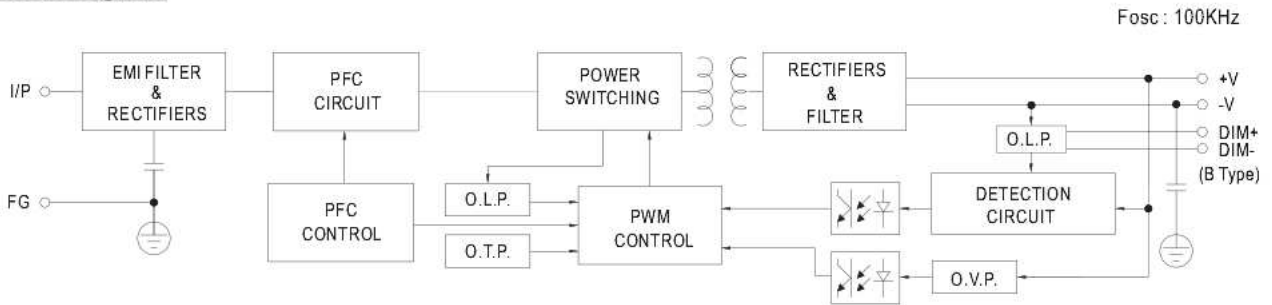 Fosc : 100KHz
I/P
EMI FILTER
&
RECTIFIERS
PFC
CIRCUIT
POWER
SWITCHING
RECTIFIERS
&
FILTER
+V
-V
O.L.P.
DIM+
DIM-
(B Type)
FG
PFC
CONTROL
O.L.P.
O.T.P.
PWM
CONTROL
DETECTION
CIRCUIT
O.V.P.